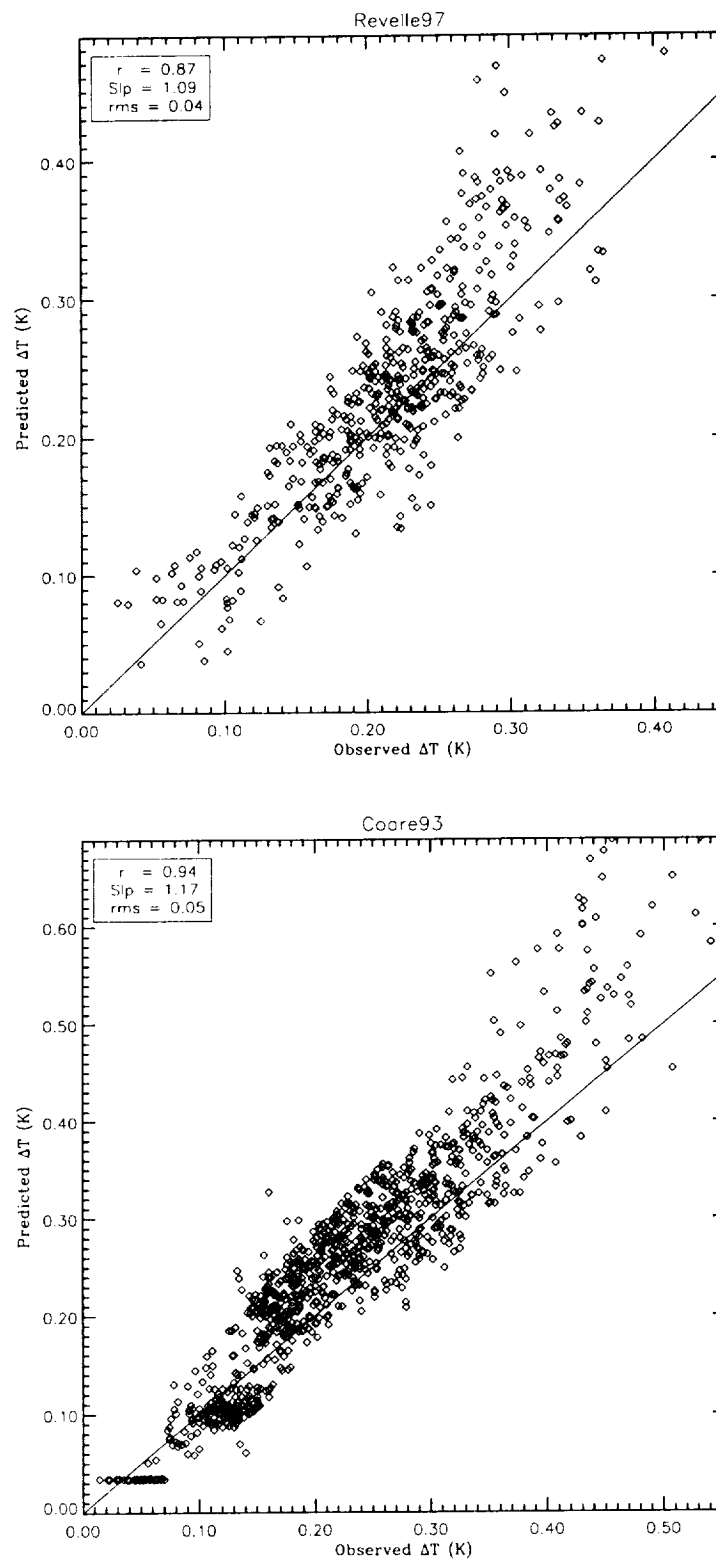 Revelle97
r = 0.87
Slp = 1.09
rms = 0.04
Predicted ΔT (K)
0.40
0.30
0.20
0.10
0.00
0.00 0.10 0.20 0.30 0.40
Observed ΔT (K)
Coare93
r = 0.94
Slp = 1.17
rms = 0.05
Predicted ΔT (K)
0.60
0.50
0.40
0.30
0.20
0.10
0.00
0.00 0.10 0.20 0.30 0.40 0.50
Observed ΔT (K)